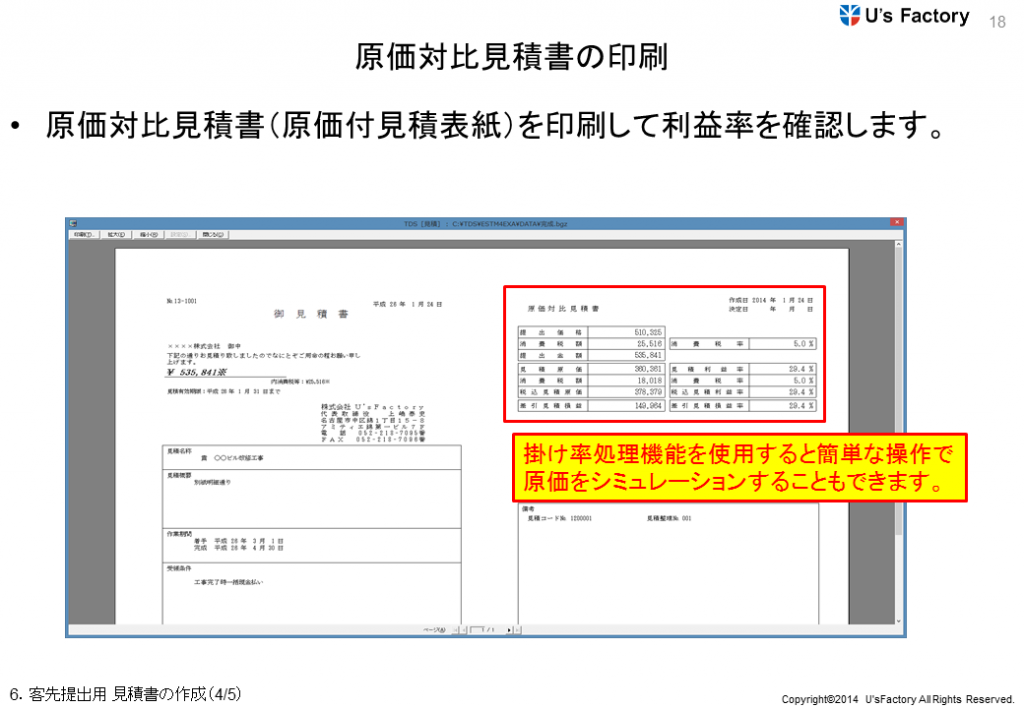 U's Factory
18
原価対比見積書の印刷
• 原価対比見積書（原価付見積表紙）を印刷して利益率を確認します。
TDS [見積] : C:¥TDS¥ESTM4EXA¥DATA¥完成.bgz
印刷(P)... 拡大(I) 縮小(O) 閉じる(C)
№13-1001
平成 26 年 1 月 24 日
御 見 積 書
××××株式会社 御中
下記の通りお見積り致しましたのでなにとぞご用命の程お願い申し
上げます。
¥ 535,841※
内消費税等：¥25,516※
見積有効期限：平成 26 年 1 月 31 日まで
株式会社 U'sFactory
代表取締役 上嶋泰史
名古屋市中区錦1丁目15-8
アミティエ錦第一ビル7F
電 話 052-218-7095番
FAX 052-218-7096番
見積名称
貴 〇〇ビル改修工事
見積概要
別紙明細通り
作業期間
着手 平成 26 年 3 月 1 日
完成 平成 26 年 4 月 30 日
受渡条件
工事完了時一括現金払い
作成日 2014 年 1 月 24 日
原価対比見積書
決定日 年 月 日
提出価格 510,325
消費税額 25,516 消費税率 5.0 %
提出金額 535,841
見積原価 360,361 見積利益率 29.4 %
消費税額 18,018 消費税率 5.0 %
税込見積原価 378,379 税込見積利益率 29.4 %
差引見積損益 149,964 差引見積損益率 29.4 %
掛け率処理機能を使用すると簡単な操作で
原価をシミュレーションすることもできます。
備考
見積コード№ 1200001 見積整理№ 001
ページ(A) 1 / 1
6. 客先提出用 見積書の作成（4/5）
Copyright©2014 U'sFactory All Rights Reserved.